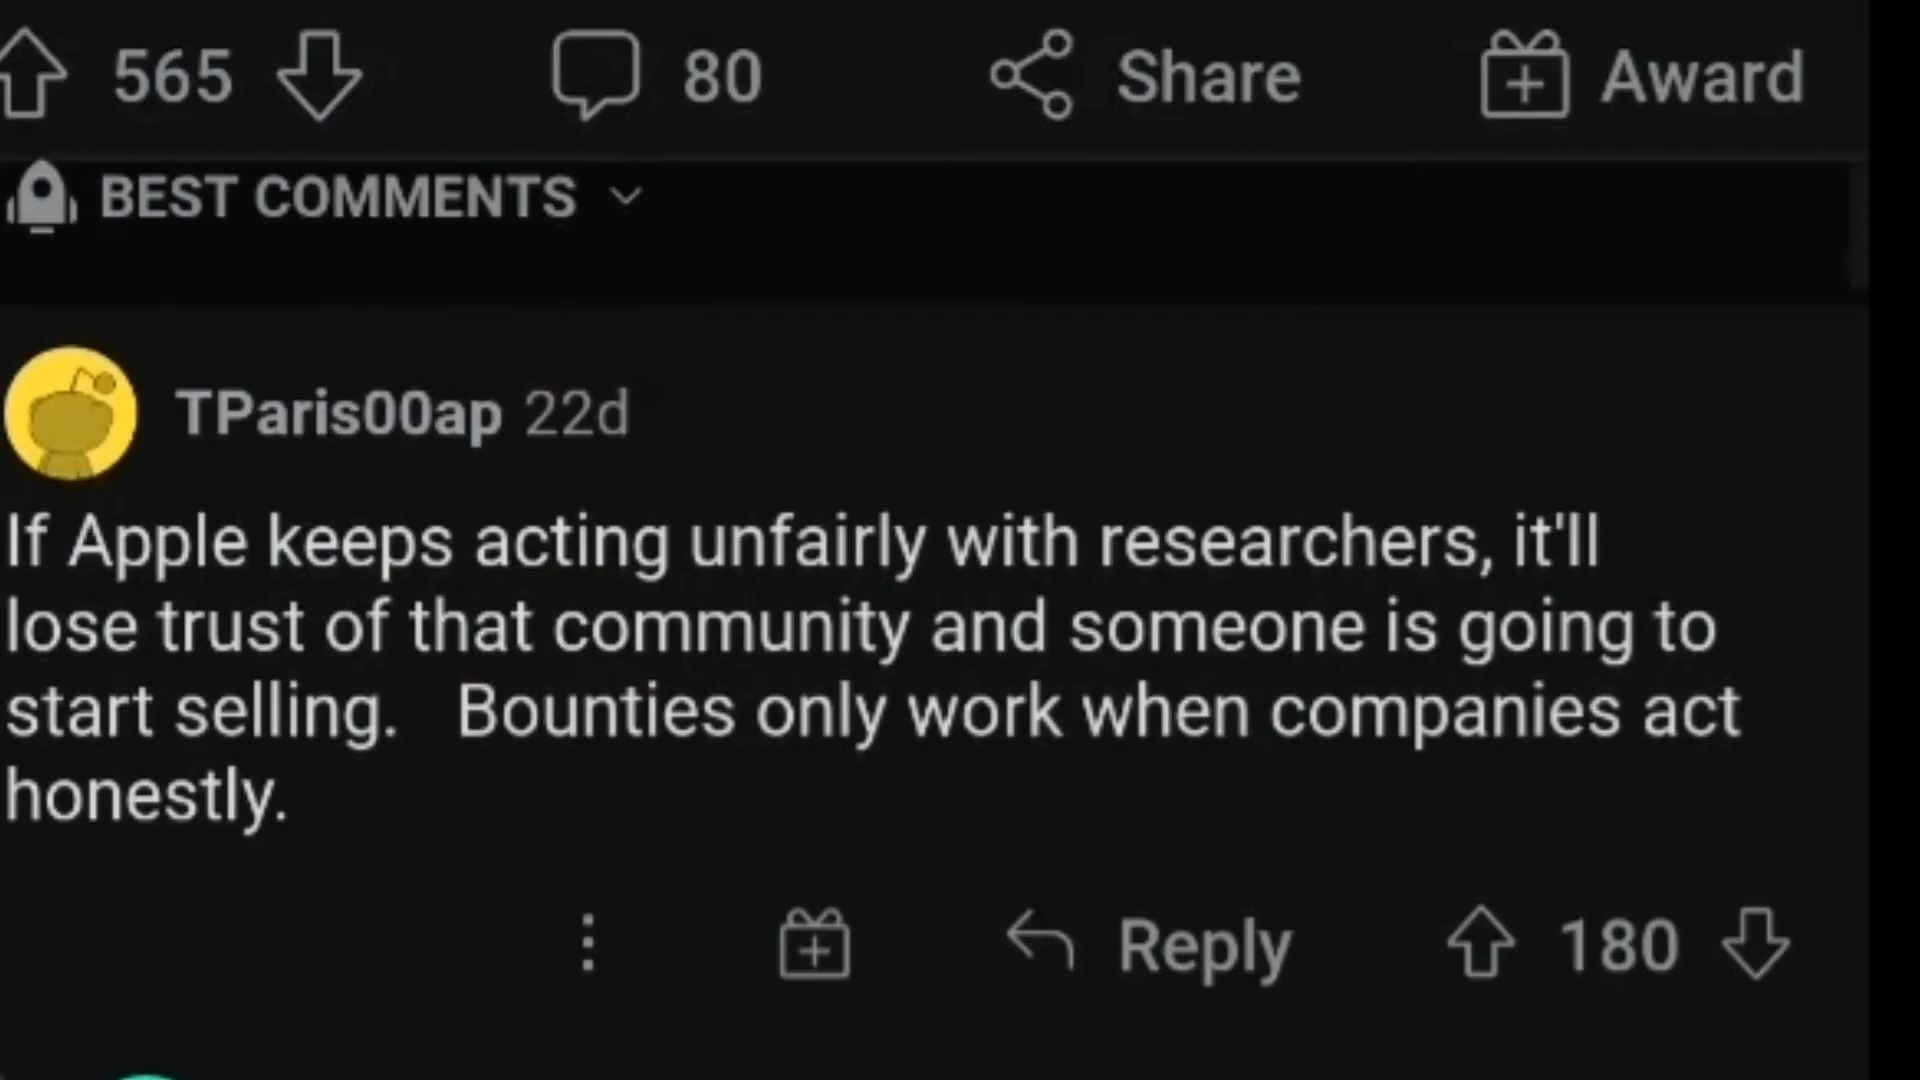 565 80 Share Award
BEST COMMENTS
TParis00ap 22d
If Apple keeps acting unfairly with researchers, it'll
lose trust of that community and someone is going to
start selling.   Bounties only work when companies act
honestly.
Reply 180